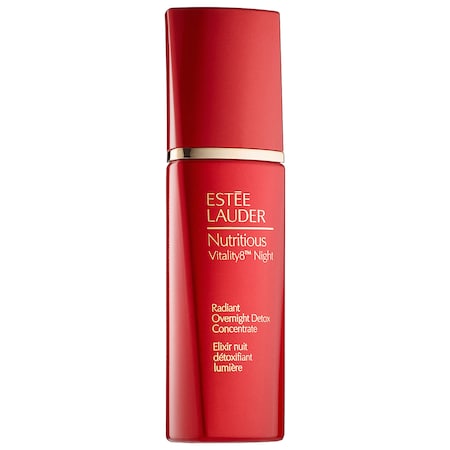 ESTĒE
LAUDER
Nutritious
Vitality8™ Night
Radiant
Overnight Detox
Concentrate
Elixir nuit
détoxifiant
lumière